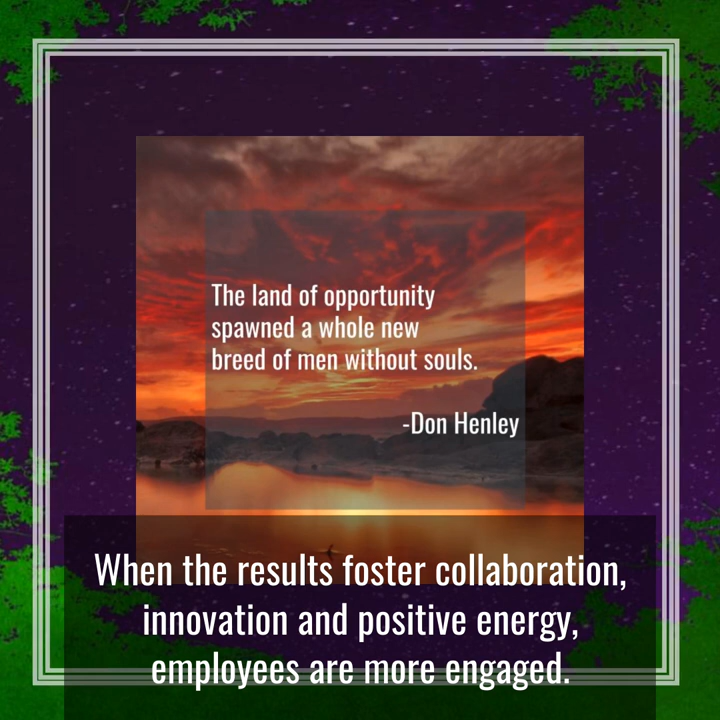 The land of opportunity
spawned a whole new
breed of men without souls.
-Don Henley
When the results foster collaboration,
innovation and positive energy,
employees are more engaged.